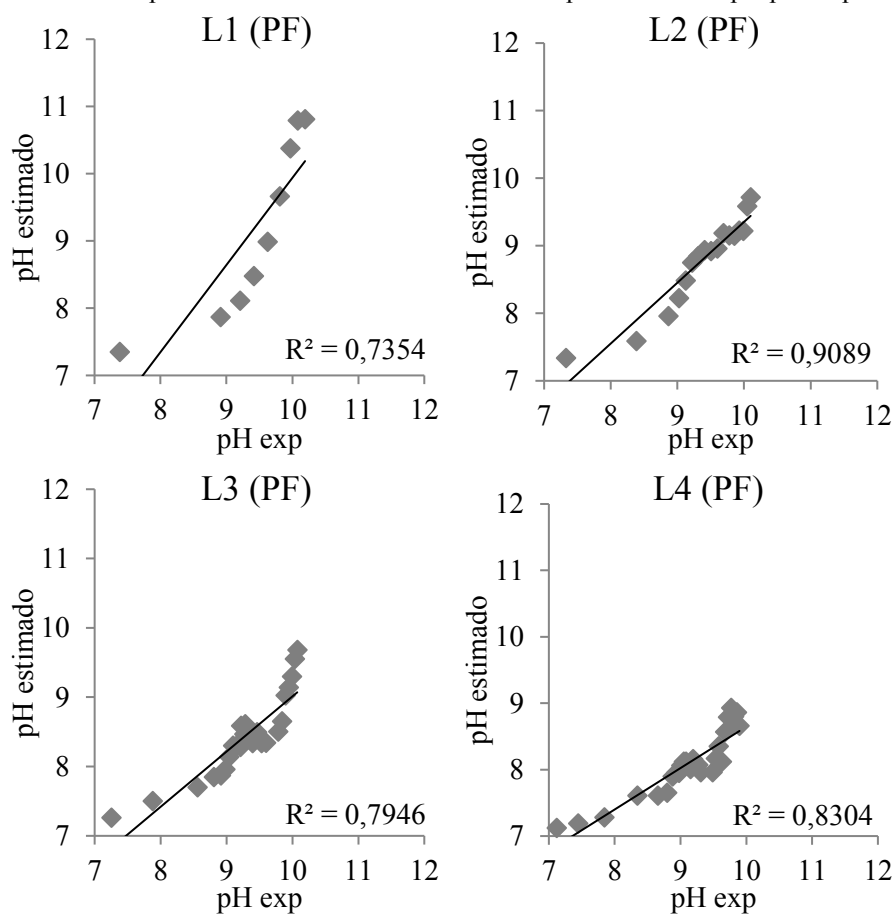 L1 (PF)
12
11
10
9
8
7
7 8 9 10 11 12
pH estimado
pH exp
R² = 0,7354
L2 (PF)
12
11
10
9
8
7
7 8 9 10 11 12
pH estimado
pH exp
R² = 0,9089
L3 (PF)
12
11
10
9
8
7
7 8 9 10 11 12
pH estimado
pH exp
R² = 0,7946
L4 (PF)
12
11
10
9
8
7
7 8 9 10 11 12
pH estimado
pH exp
R² = 0,8304